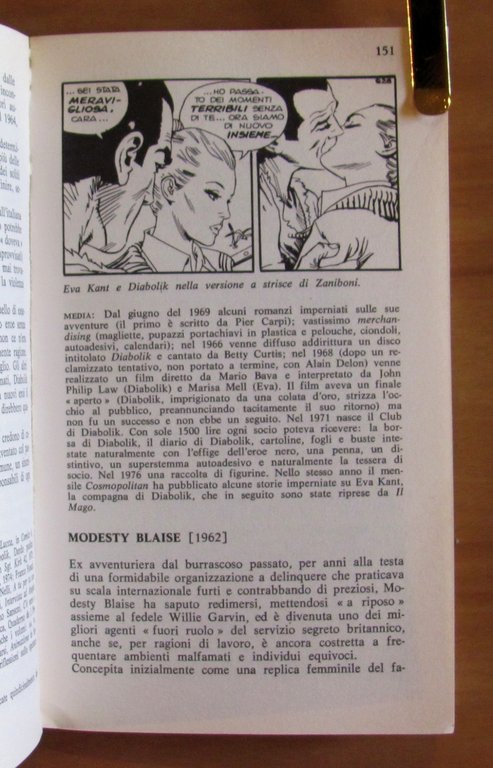 dalle
incon-
ori au-
l 1964,
determi-
olo delle
dei soliti
151
... SEI STATA
MERAVI-
GLIOSA,
CARA ...
...HO PASSA-
TO DEI MOMENTI
TERRIBILI SENZA
DI TE... ORA SIAMO
DI NUOVO
INSIEME...
Eva Kant e Diabolik nella versione a strisce di Zaniboni.
MEDIA: Dal giugno del 1969 alcuni romanzi imperniati sulle sue
avventure (il primo è scritto da Pier Carpi); vastissimo merchan-
dising (magliette, pupazzi portachiavi in plastica e pelouche, ciondoli,
autoadesivi, calendari); nel 1966 venne diffuso addirittura un disco
intitolato Diabolik e cantato da Betty Curtis; nel 1968 (dopo un re-
clamizzato tentativo, non portato a termine, con Alain Delon) venne
realizzato un film diretto da Mario Bava e interpretato da John
Philip Law (Diabolik) e Marisa Mell (Eva). Il film aveva un finale
« aperto » (Diabolik, imprigionato da una colata d'oro, strizza l'oc-
chio al pubblico, preannunciando tacitamente il suo ritorno) ma
non fu un successo e non ebbe un seguito. Nel 1971 nasce il Club
di Diabolik. Con sole 1500 lire ogni socio poteva ricevere: la bor-
sa di Diabolik, il diario di Diabolik, cartoline, fogli e buste inte-
state naturalmente con l'effige dell'eroe nero, una penna, un di-
stintivo, un superstemma autoadesivo e naturalmente la tessera di
socio. Nel 1976 una raccolta di figurine. Nello stesso anno il men-
sile Cosmopolitan ha pubblicato alcune storie imperniate su Eva Kant,
la compagna di Diabolik, che in seguito sono state riprese da Il
Mago.
MODESTY BLAISE [1962]
Ex avventuriera dal burrascoso passato, per anni alla testa
di una formidabile organizzazione a delinquere che praticava
su scala internazionale furti e contrabbando di preziosi, Mo-
desty Blaise ha saputo redimersi, mettendosi « a riposo »
assieme al fedele Willie Garvin, ed è divenuta uno dei mi-
gliori agenti « fuori ruolo » del servizio segreto britannico,
anche se, per ragioni di lavoro, è ancora costretta a fre-
quentare ambienti malfamati e individui equivoci.
Concepita inizialmente come una replica femminile del fa-